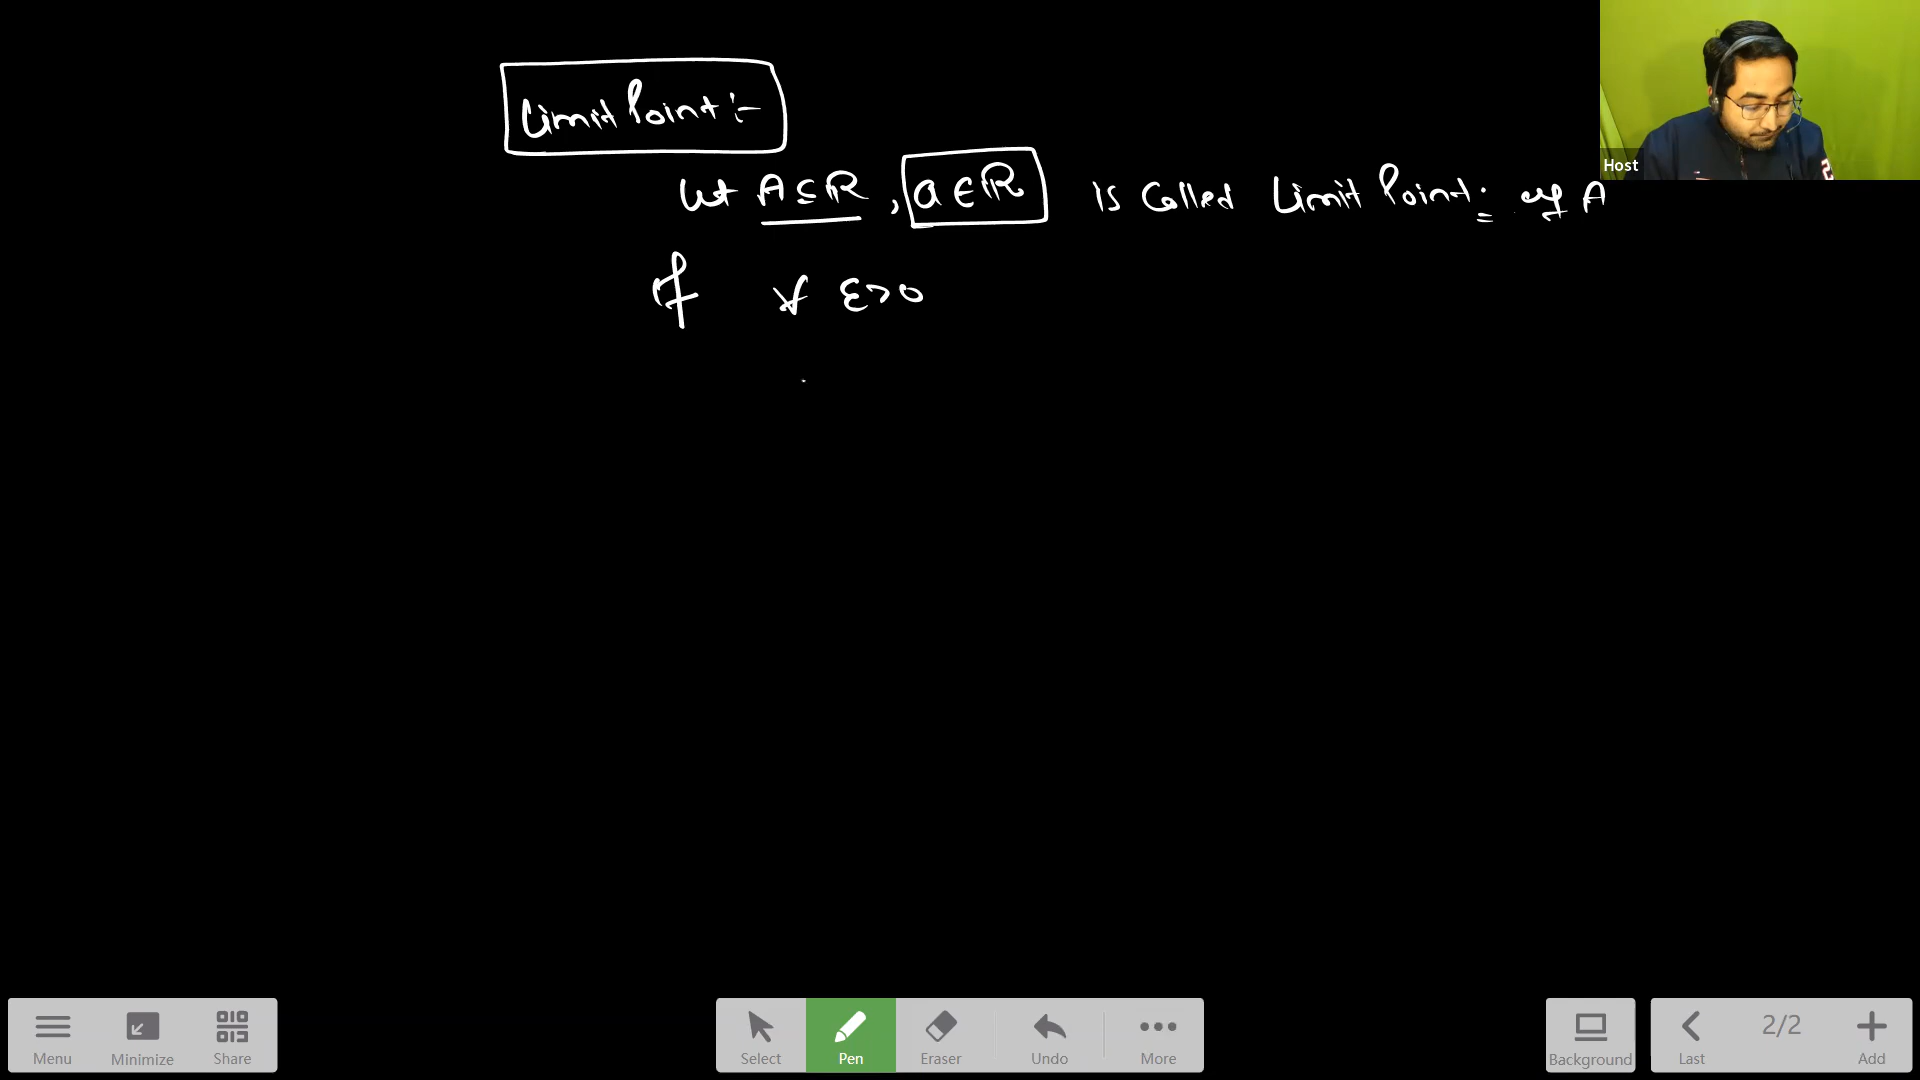 Limit Point :-
Let A ⊆ ℝ , a ∈ ℝ is called Limit Point of A
Host
If ∀ ε>0
Menu Minimize Share Select Pen Eraser Undo More Background Last 2/2 Add